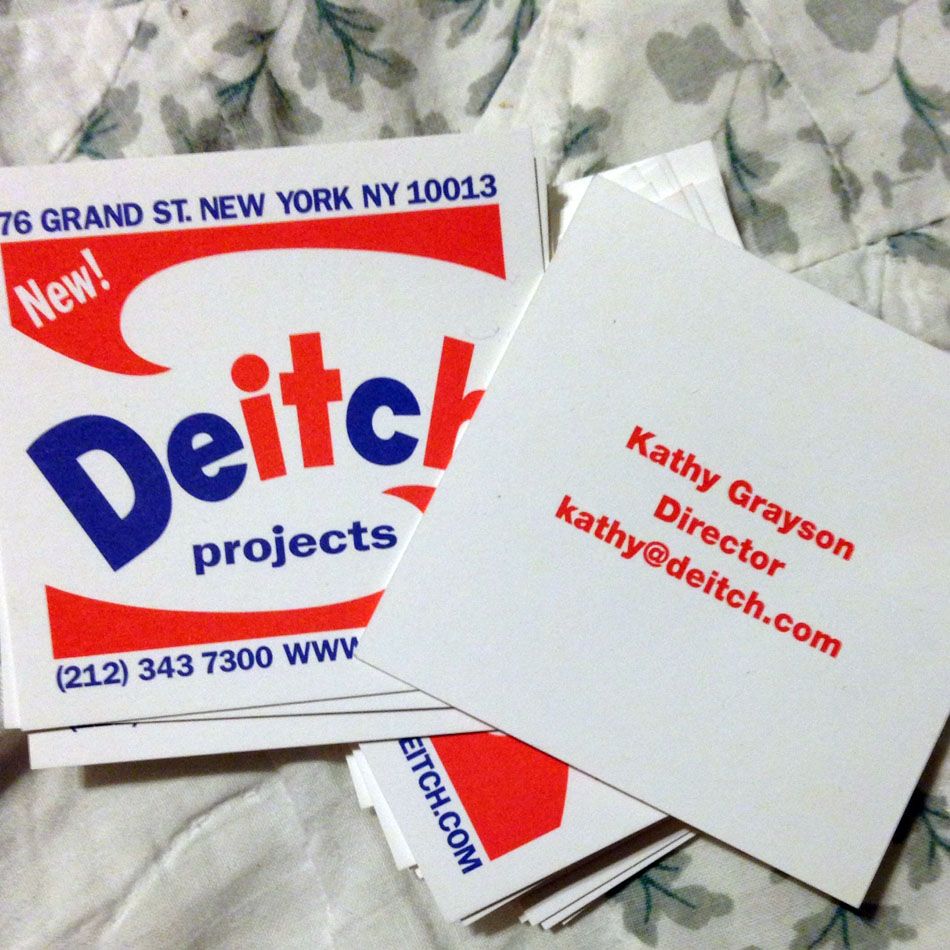 76 GRAND ST. NEW YORK NY 10013
New!
Deitch
projects
(212) 343 7300 WWW
Kathy Grayson
Director
kathy@deitch.com
EITCH.COM